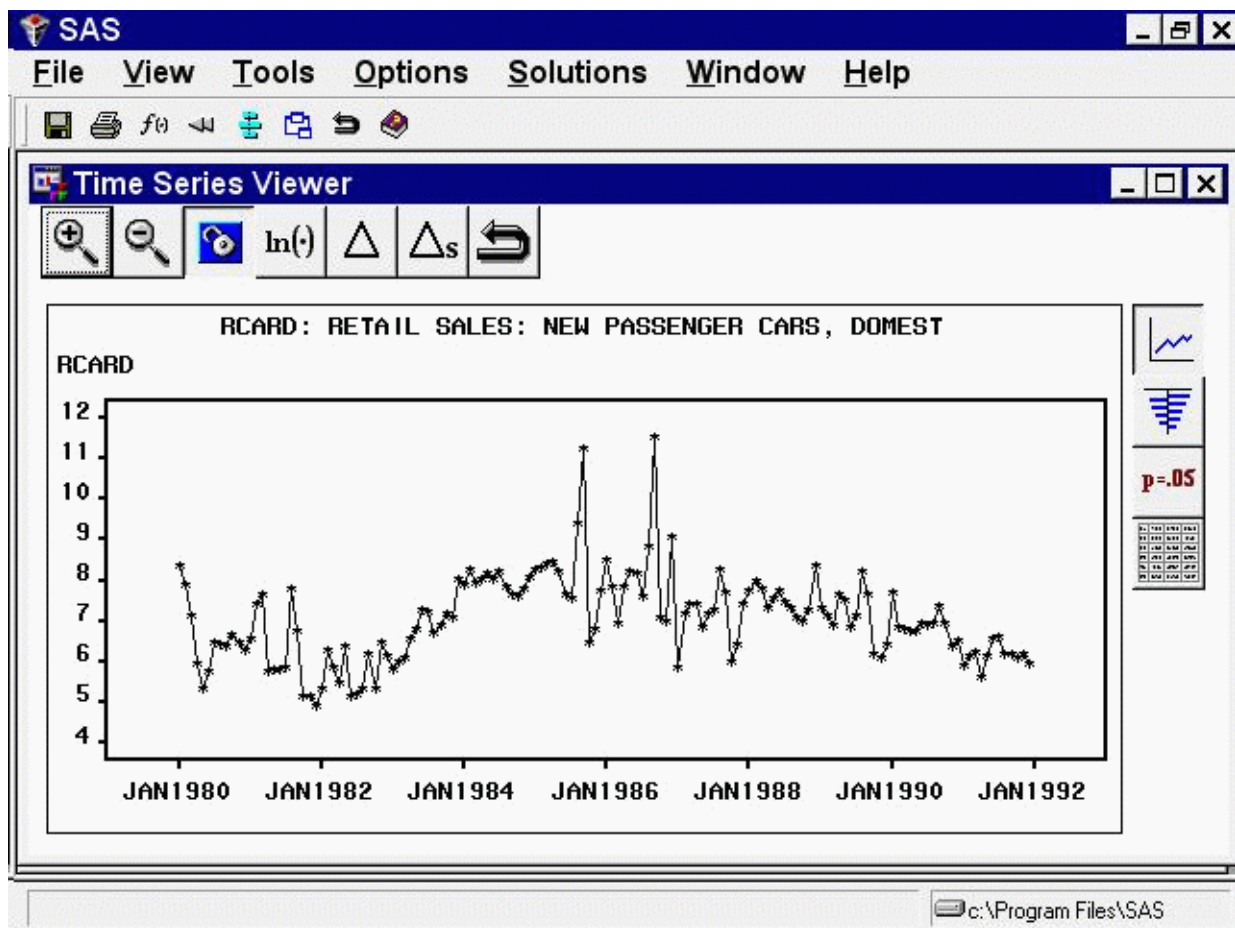 SAS
File View Tools Options Solutions Window Help
f(·)
Time Series Viewer
ln(·) Δ Δs
RCARD: RETAIL SALES: NEW PASSENGER CARS, DOMEST
RCARD
12
11
10
9
8
7
6
5
4
JAN1980 JAN1982 JAN1984 JAN1986 JAN1988 JAN1990 JAN1992
p=.05
c:\Program Files\SAS